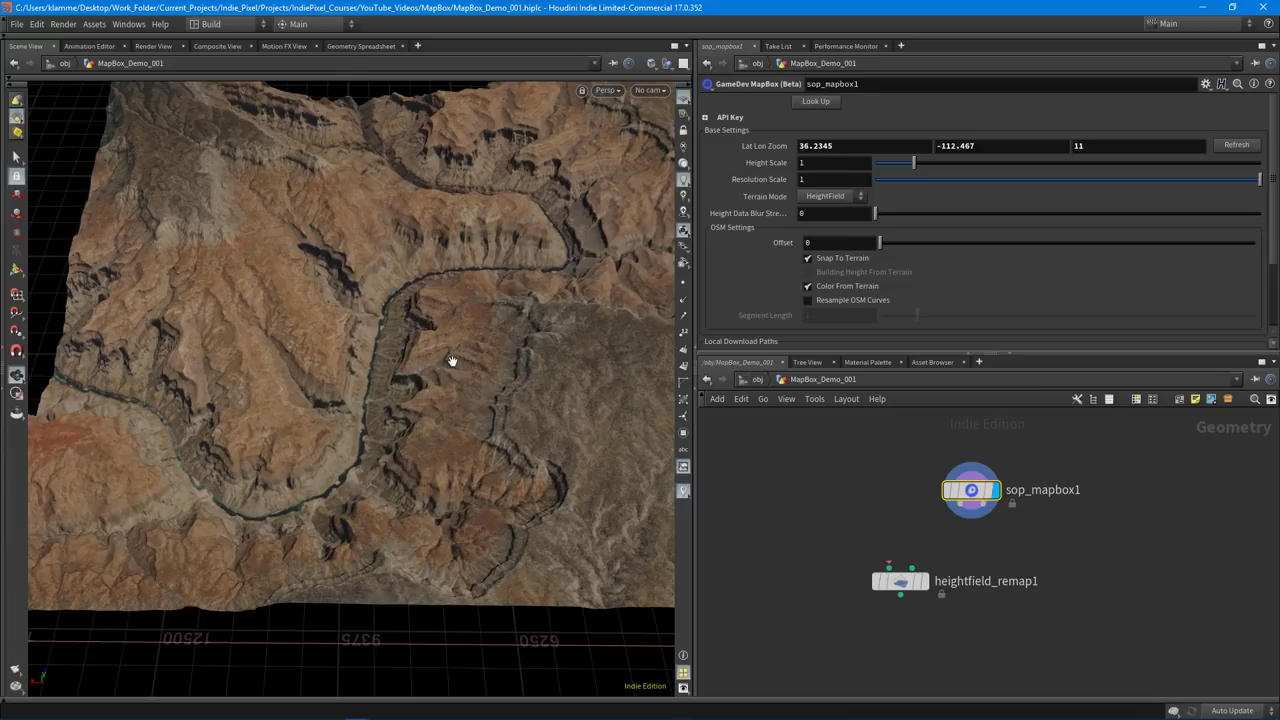 C:/Users/klamme/Desktop/Work_Folder/Current_Projects/Indie_Pixel/Projects/IndiePixel_Courses/YouTube_Videos/MapBox/MapBox_Demo_001.hiplc - Houdini Indie Limited-Commercial 17.0.352
File Edit Render Assets Windows Help Build Main Main
Scene View Animation Editor Render View Composite View Motion FX View Geometry Spreadsheet
obj MapBox_Demo_001
Persp No cam
abc
12500 9375 6250
Indie Edition
sop_mapbox1 Take List Performance Monitor
obj MapBox_Demo_001
GameDev MapBox (Beta) sop_mapbox1
Look Up
API Key
Base Settings
Lat Lon Zoom 36.2345 -112.467 11 Refresh
Height Scale 1
Resolution Scale 1
Terrain Mode HeightField
Height Data Blur Stre... 0
OSM Settings
Offset 0
Snap To Terrain
Building Height From Terrain
Color From Terrain
Resample OSM Curves
Segment Length
Local Download Paths
/obj/MapBox_Demo_001 Tree View Material Palette Asset Browser
obj MapBox_Demo_001
Add Edit Go View Tools Layout Help
Indie Edition
Geometry
sop_mapbox1
heightfield_remap1
Auto Update